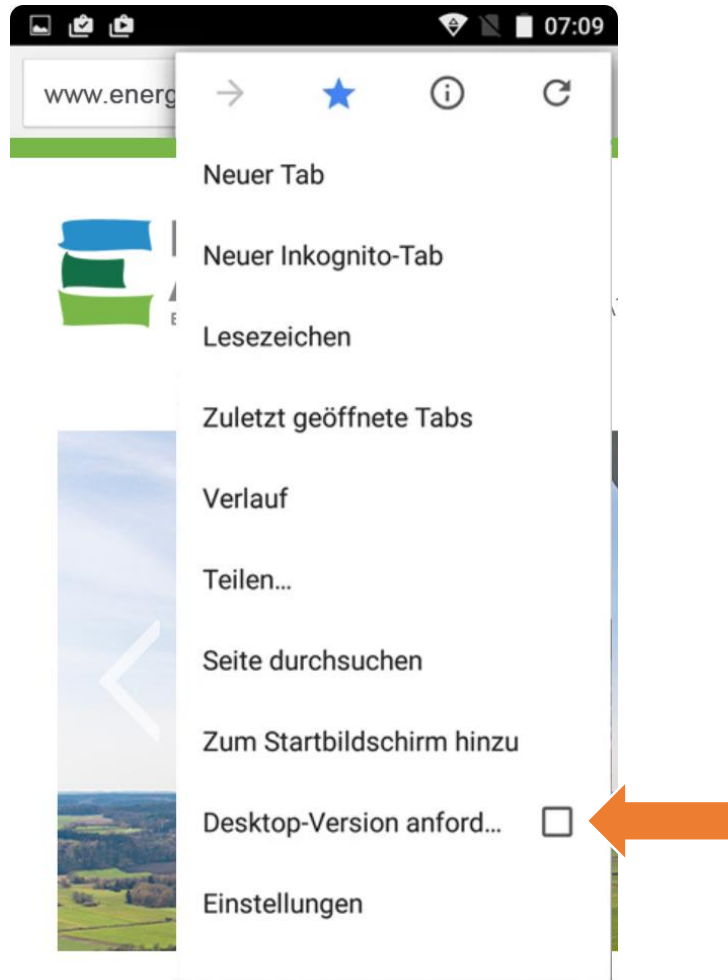 07:09
www.energ
Neuer Tab
Neuer Inkognito-Tab
Lesezeichen
Zuletzt geöffnete Tabs
Verlauf
Teilen...
Seite durchsuchen
Zum Startbildschirm hinzu
Desktop-Version anford...
Einstellungen